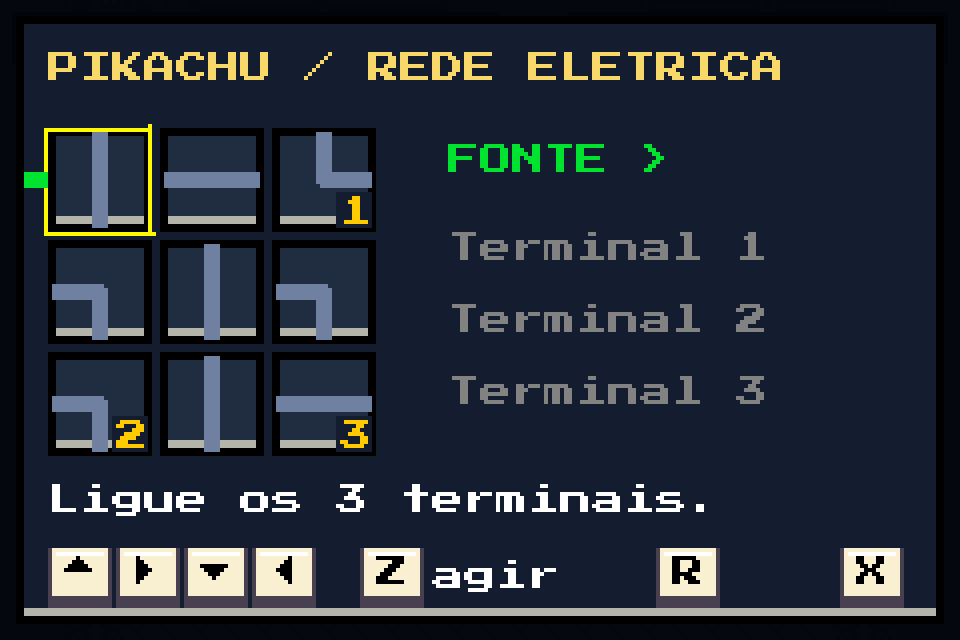 PIKACHU / REDE ELETRICA
FONTE >
1
Terminal 1
Terminal 2
Terminal 3
2
3
Ligue os 3 terminais.
Z agir R X